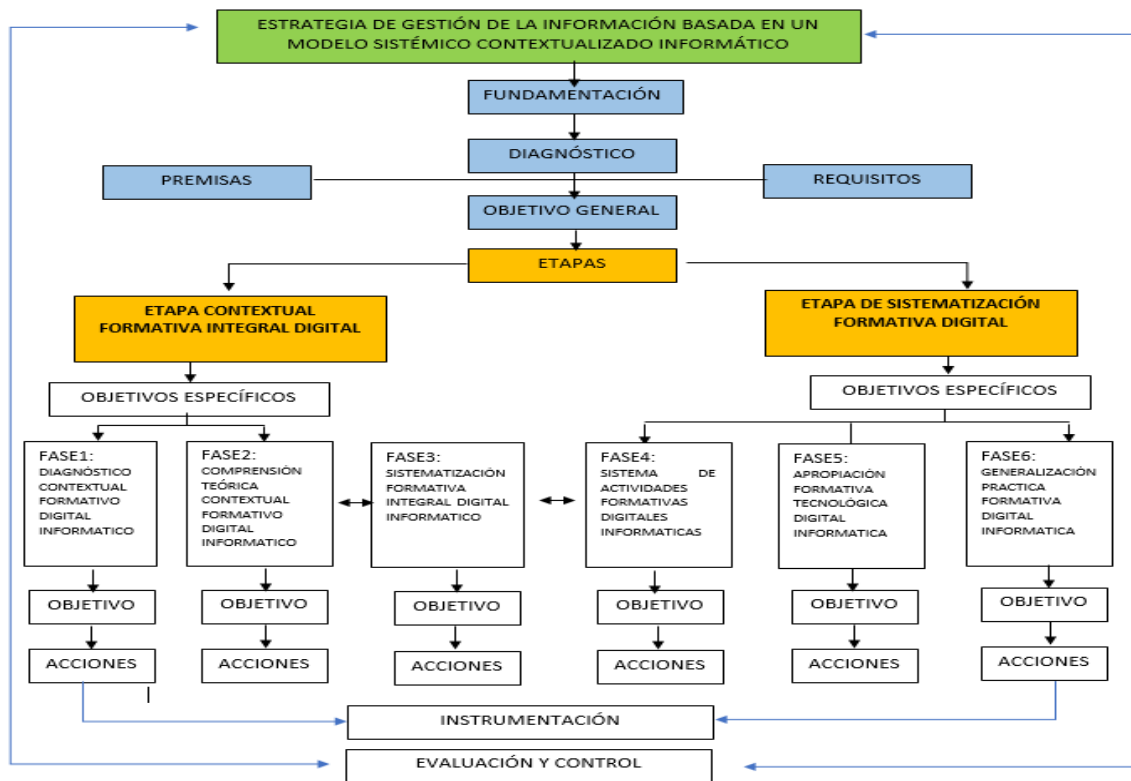 ESTRATEGIA DE GESTIÓN DE LA INFORMACIÓN BASADA EN UN
MODELO SISTÉMICO CONTEXTUALIZADO INFORMÁTICO
FUNDAMENTACIÓN
DIAGNÓSTICO
PREMISAS
REQUISITOS
OBJETIVO GENERAL
ETAPAS
ETAPA CONTEXTUAL
FORMATIVA INTEGRAL DIGITAL
ETAPA DE SISTEMATIZACIÓN
FORMATIVA DIGITAL
OBJETIVOS ESPECÍFICOS
OBJETIVOS ESPECÍFICOS
FASE1:
DIAGNÓSTICO
CONTEXTUAL
FORMATIVO
DIGITAL
INFORMATICO
FASE2:
COMPRENSIÓN
TEÓRICA
CONTEXTUAL
FORMATIVO
DIGITAL
INFORMATICO
FASE3:
SISTEMATIZACIÓN
FORMATIVA
INTEGRAL DIGITAL
INFORMATICO
FASE4:
SISTEMA DE
ACTIVIDADES
FORMATIVAS
DIGITALES
INFORMATICAS
FASE5:
APROPIACIÓN
FORMATIVA
TECNOLÓGICA
DIGITAL
INFORMATICA
FASE6:
GENERALIZACIÓN
PRACTICA
FORMATIVA
DIGITAL
INFORMATICA
OBJETIVO
OBJETIVO
OBJETIVO
OBJETIVO
OBJETIVO
OBJETIVO
ACCIONES
ACCIONES
ACCIONES
ACCIONES
ACCIONES
ACCIONES
INSTRUMENTACIÓN
EVALUACIÓN Y CONTROL